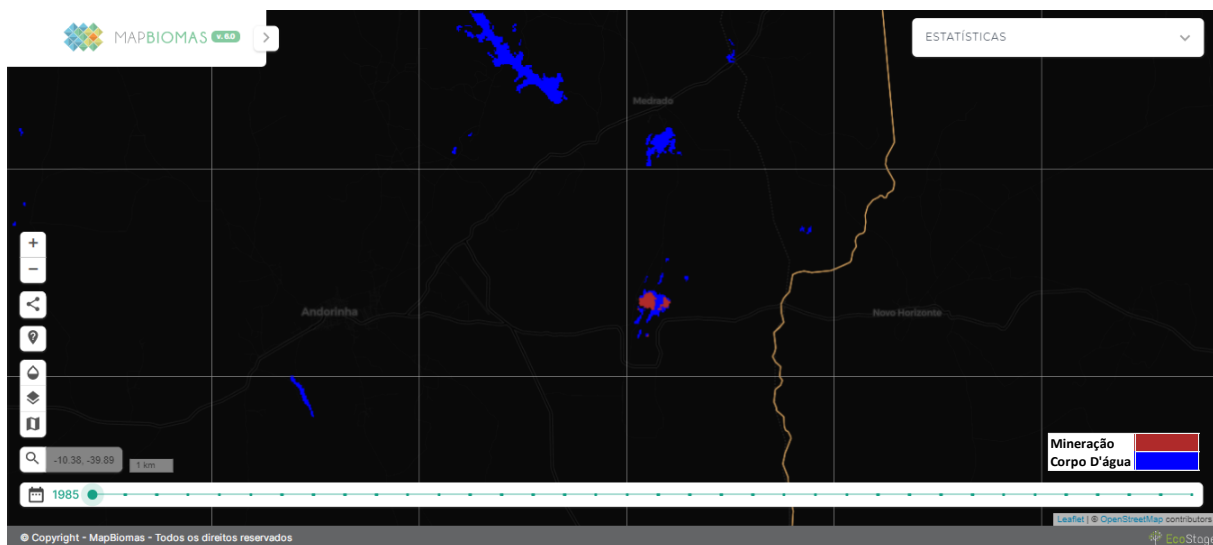 MAPBIOMAS v. 6.0
ESTATÍSTICAS
Medrado
Andorinha
Novo Horizonte
Mineração
Corpo D'água
-10.38, -39.89
1 km
1985
Leaflet | © OpenStreetMap contributors
© Copyright - MapBiomas - Todos os direitos reservados
EcoStage